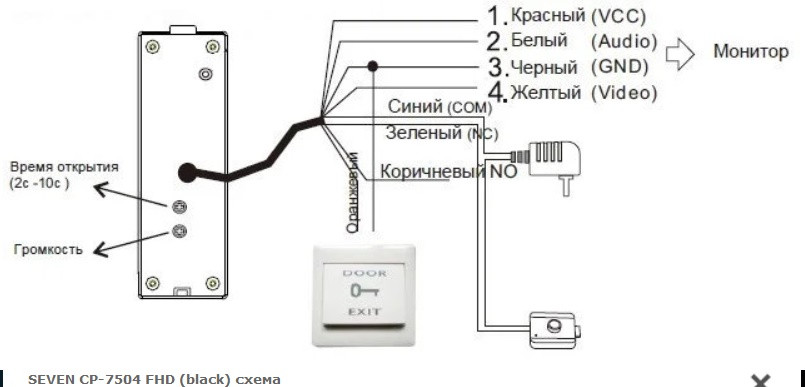 1. Красный (VCC)
2. Белый (Audio)
3. Черный (GND)
4. Желтый (Video)
Монитор
Синий (COM)
Зеленый (NC)
Коричневый NO
Оранжевый
Время открытия
(2с -10с )
Громкость
DOOR
EXIT
SEVEN CP-7504 FHD (black) схема